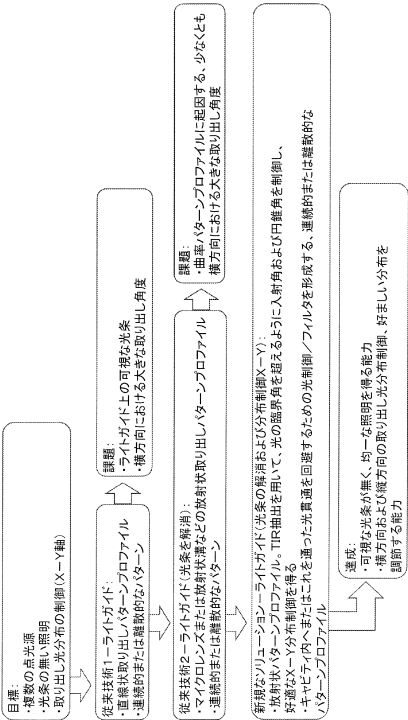 目標:
・複数の点光源
・光条の無い照明
・取り出し光分布の制御(X－Y軸)
従来技術1－ライトガイド:
・直線状取り出しパターンプロファイル
・連続的または離散的なパターン
課題:
・ライトガイド上の可視な光条
・横方向における大きな取り出し角度
従来技術2－ライトガイド(光条を解消):
・マイクロレンズまたは放射状溝などの放射状取り出しパターンプロファイル
・連続的または離散的なパターン
課題:
・曲率パターンプロファイルに起因する、少なくとも
横方向における大きな取り出し角度
新規なソリューション－ライトガイド(光条の解消および分布制御X－Y):
・放射状パターンプロファイル。TIR抽出を用いて、光の臨界角を超えるように入射角および円錐角を制御し、
好適なX－Y分布制御を得る
・キャビティ内へまたはこれを通った光貫通を回避するための光制御／フィルタを形成する、連続的または離散的な
パターンプロファイル
達成:
・可視な光条が無く、均一な照明を得る能力
・横方向および縦方向の取り出し光分布制御、好ましい分布を
調節する能力